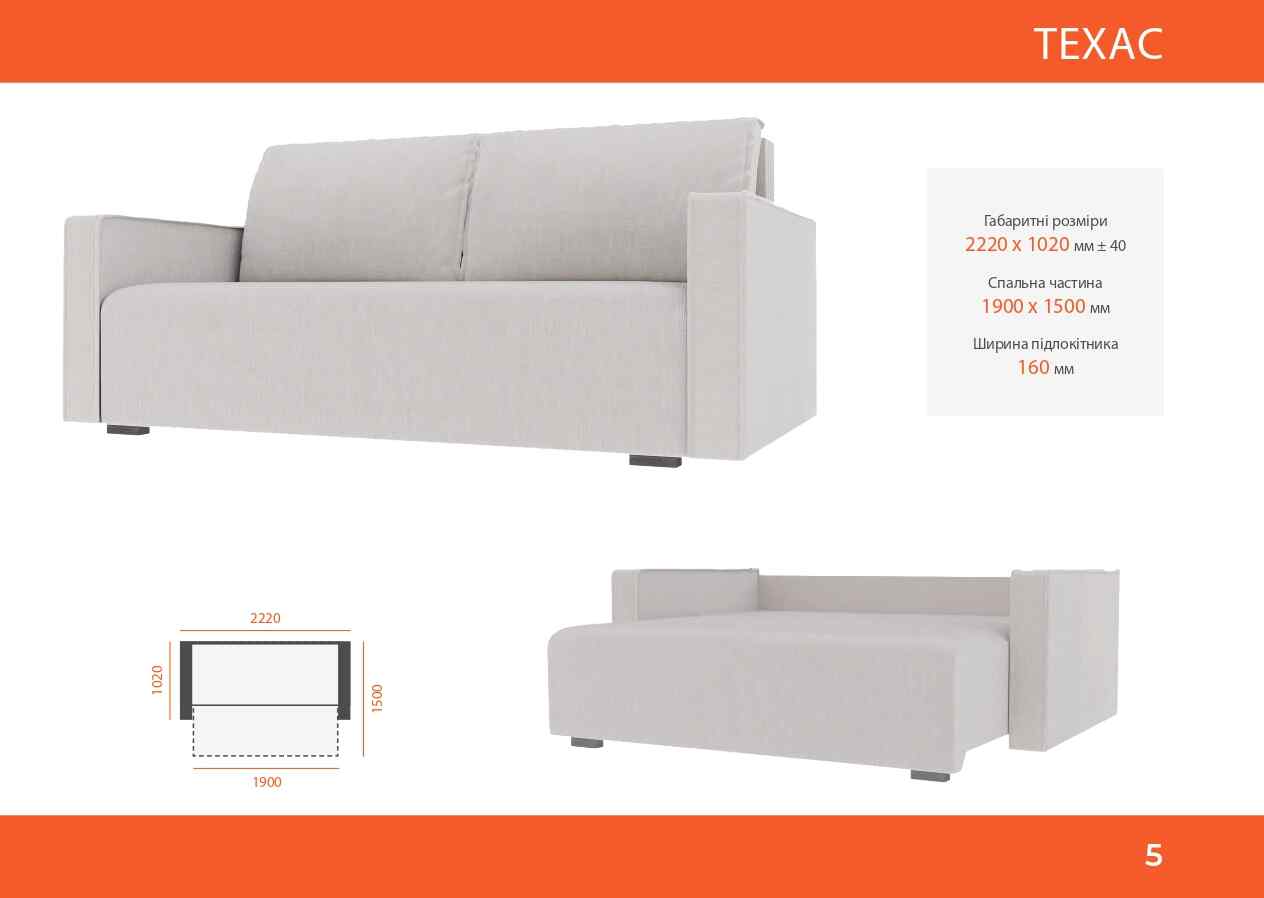 ТЕХАС
Габаритні розміри
2220 х 1020 мм ± 40
Спальна частина
1900 х 1500 мм
Ширина підлокітника
160 мм
2220
1020
1500
1900
5